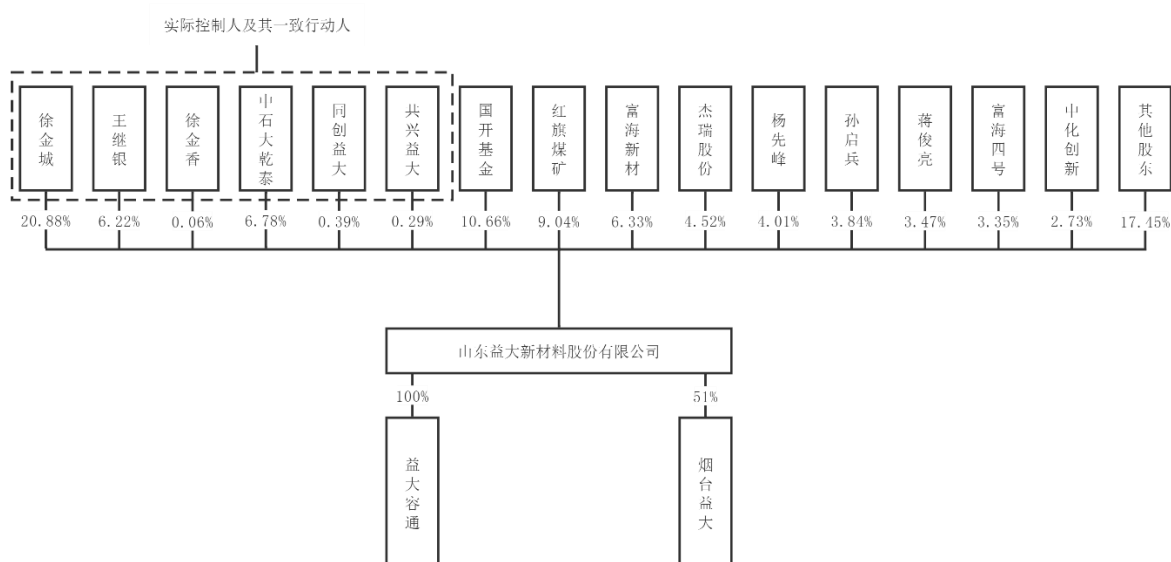 实际控制人及其一致行动人
徐金城
王继银
徐金香
中石大乾泰
同创益大
共兴益大
国开基金
红旗煤矿
富海新材
杰瑞股份
杨先峰
孙启兵
蒋俊亮
富海四号
中化创新
其他股东
20.88%
6.22%
0.06%
6.78%
0.39%
0.29%
10.66%
9.04%
6.33%
4.52%
4.01%
3.84%
3.47%
3.35%
2.73%
17.45%
山东益大新材料股份有限公司
100%
51%
益大容通
烟台益大